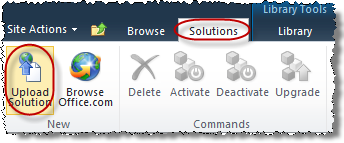 Library Tools
Site Actions
Browse
Solutions
Library
Upload
Solution
Browse
Office.com
Delete
Activate
Deactivate
Upgrade
New
Commands